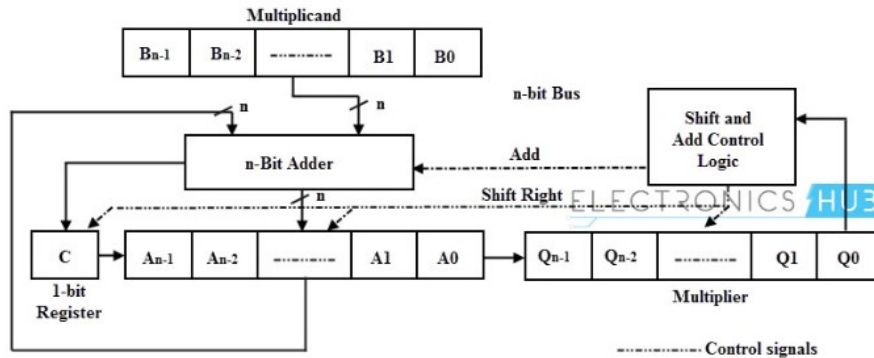 Multiplicand
Bn-1 Bn-2 B1 B0
n n
n-bit Bus
Shift and
Add Control
Logic
n-Bit Adder
Add
n
Shift Right
ELECTRONICS HUB
C An-1 An-2 A1 A0 Qn-1 Qn-2 Q1 Q0
1-bit
Register
Multiplier
Control signals